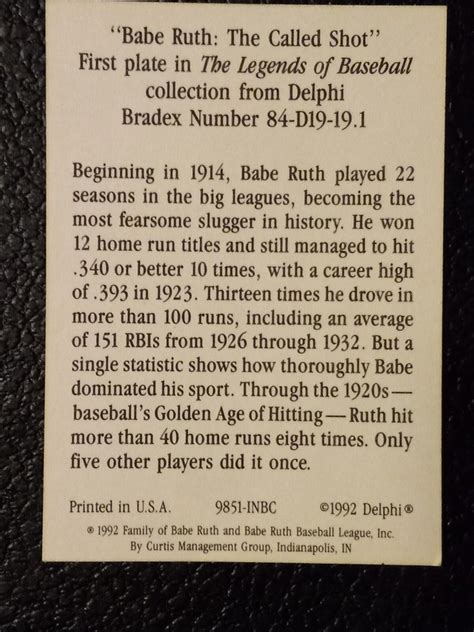 "Babe Ruth: The Called Shot"
First plate in The Legends of Baseball
collection from Delphi
Bradex Number 84-D19-19.1
Beginning in 1914, Babe Ruth played 22
seasons in the big leagues, becoming the
most fearsome slugger in history. He won
12 home run titles and still managed to hit
.340 or better 10 times, with a career high
of .393 in 1923. Thirteen times he drove in
more than 100 runs, including an average
of 151 RBIs from 1926 through 1932. But a
single statistic shows how thoroughly Babe
dominated his sport. Through the 1920s—
baseball's Golden Age of Hitting—Ruth hit
more than 40 home runs eight times. Only
five other players did it once.
Printed in U.S.A. 9851-INBC ©1992 Delphi®
® 1992 Family of Babe Ruth and Babe Ruth Baseball League, Inc.
By Curtis Management Group, Indianapolis, IN